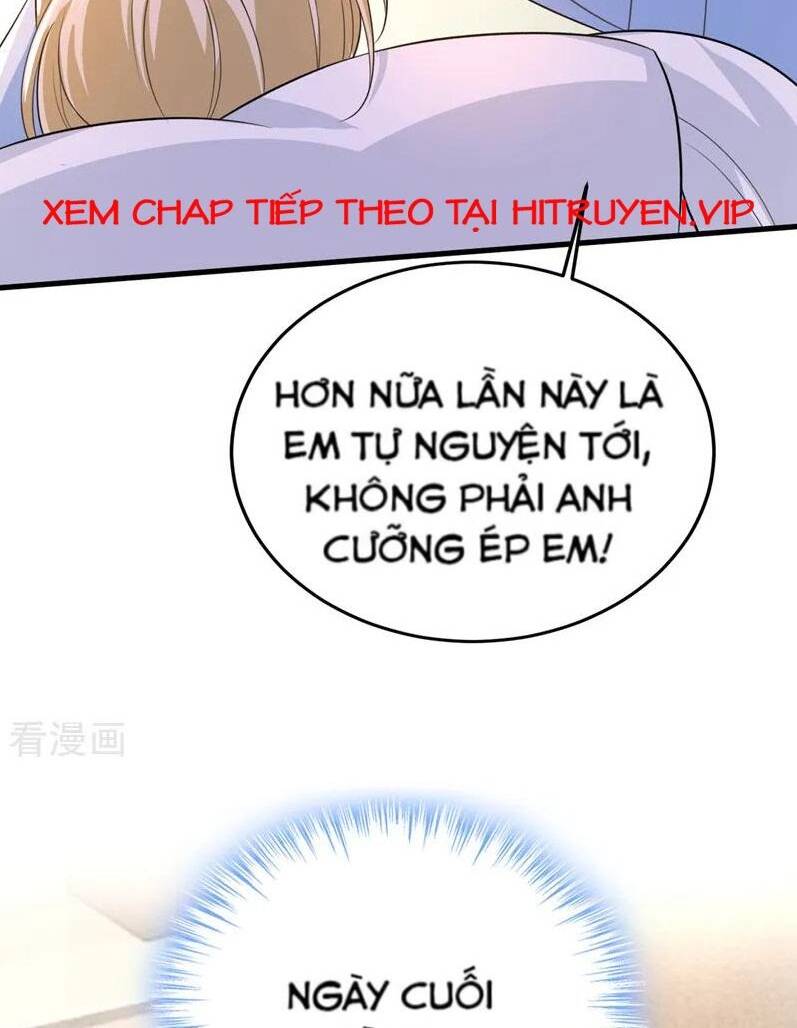 XEM CHAP TIẾP THEO TẠI HITRUYEN.VIP
HƠN NỮA LẦN NÀY LÀ
EM TỰ NGUYỆN TỚI,
KHÔNG PHẢI ANH
CƯỠNG ÉP EM!
看漫画
NGÀY CUỐI